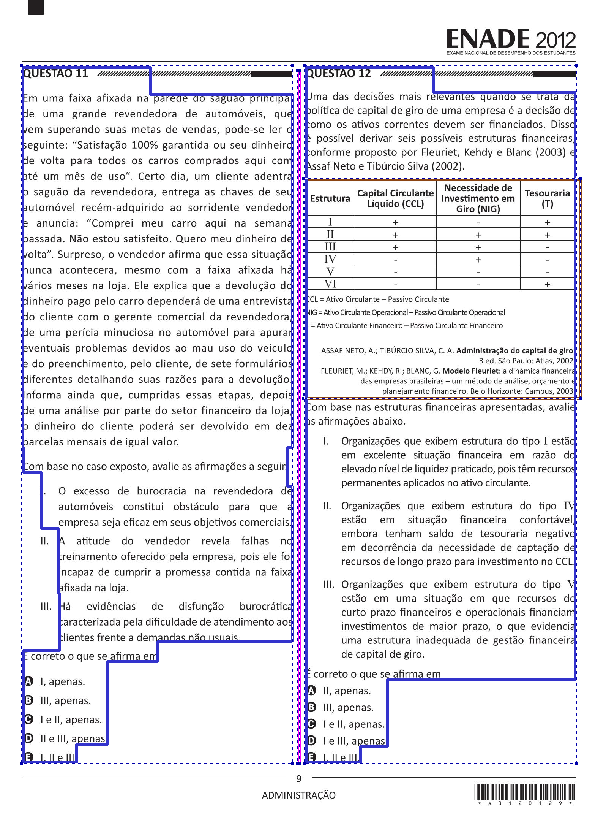 ENADE 2012
EXAME NACIONAL DE DESEMPENHO DOS ESTUDANTES
QUESTÃO 11
Em uma faixa afixada na parede do saguão principal
de uma grande revendedora de automóveis, que
vem superando suas metas de vendas, pode-se ler o
seguinte: “Satisfação 100% garantida ou seu dinheiro
de volta para todos os carros comprados aqui com
até um mês de uso”. Certo dia, um cliente adentra
o saguão da revendedora, entrega as chaves de seu
automóvel recém-adquirido ao sorridente vendedor
e anuncia: “Comprei meu carro aqui na semana
passada. Não estou satisfeito. Quero meu dinheiro de
volta”. Surpreso, o vendedor afirma que essa situação
nunca acontecera, mesmo com a faixa afixada há
vários meses na loja. Ele explica que a devolução do
dinheiro pago pelo carro dependerá de uma entrevista
do cliente com o gerente comercial da revendedora,
de uma perícia minuciosa no automóvel para apurar
eventuais problemas devidos ao mau uso do veículo
e do preenchimento, pelo cliente, de sete formulários
diferentes detalhando suas razões para a devolução.
Informa ainda que, cumpridas essas etapas, depois
de uma análise por parte do setor financeiro da loja,
o dinheiro do cliente poderá ser devolvido em dez
parcelas mensais de igual valor.
Com base no caso exposto, avalie as afirmações a seguir.
I. O excesso de burocracia na revendedora de
automóveis constitui obstáculo para que a
empresa seja eficaz em seus objetivos comerciais.
II. A atitude do vendedor revela falhas no
treinamento oferecido pela empresa, pois ele foi
incapaz de cumprir a promessa contida na faixa
afixada na loja.
III. Há evidências de disfunção burocrática
caracterizada pela dificuldade de atendimento aos
clientes frente a demandas não usuais.
É correto o que se afirma em
A I, apenas.
B III, apenas.
C I e II, apenas.
D II e III, apenas.
E I, II e III.
QUESTÃO 12
Uma das decisões mais relevantes quando se trata da
política de capital de giro de uma empresa é a decisão de
como os ativos correntes devem ser financiados. Disso
é possível derivar seis possíveis estruturas financeiras,
conforme proposto por Fleuriet, Kehdy e Blanc (2003) e
Assaf Neto e Tibúrcio Silva (2002).
Estrutura Capital Circulante Líquido (CCL) Necessidade de Investimento em Giro (NIG) Tesouraria (T)
I + - +
II + + +
III + + -
IV - + -
V - - -
VI - - +
CCL = Ativo Circulante – Passivo Circulante
NIG = Ativo Circulante Operacional – Passivo Circulante Operacional
= Ativo Circulante Financeiro – Passivo Circulante Financeiro
ASSAF NETO, A.; TIBÚRCIO SILVA, C. A. Administração do capital de giro.
3 ed. São Paulo: Atlas, 2002.
FLEURIET, M.; KEHDY, R.; BLANC, G. Modelo Fleuriet: a dinâmica financeira
das empresas brasileiras – um método de análise, orçamento e
planejamento financeiro. Belo Horizonte: Campus, 2003.
Com base nas estruturas financeiras apresentadas, avalie
as afirmações abaixo.
I. Organizações que exibem estrutura do tipo I estão
em excelente situação financeira em razão do
elevado nível de liquidez praticado, pois têm recursos
permanentes aplicados no ativo circulante.
II. Organizações que exibem estrutura do tipo IV
estão em situação financeira confortável,
embora tenham saldo de tesouraria negativo
em decorrência da necessidade de captação de
recursos de longo prazo para investimento no CCL.
III. Organizações que exibem estrutura do tipo V
estão em uma situação em que recursos de
curto prazo financeiros e operacionais financiam
investimentos de maior prazo, o que evidencia
uma estrutura inadequada de gestão financeira
de capital de giro.
É correto o que se afirma em
A II, apenas.
B III, apenas.
C I e II, apenas.
D I e III, apenas.
E I, II e III.
9
ADMINISTRAÇÃO